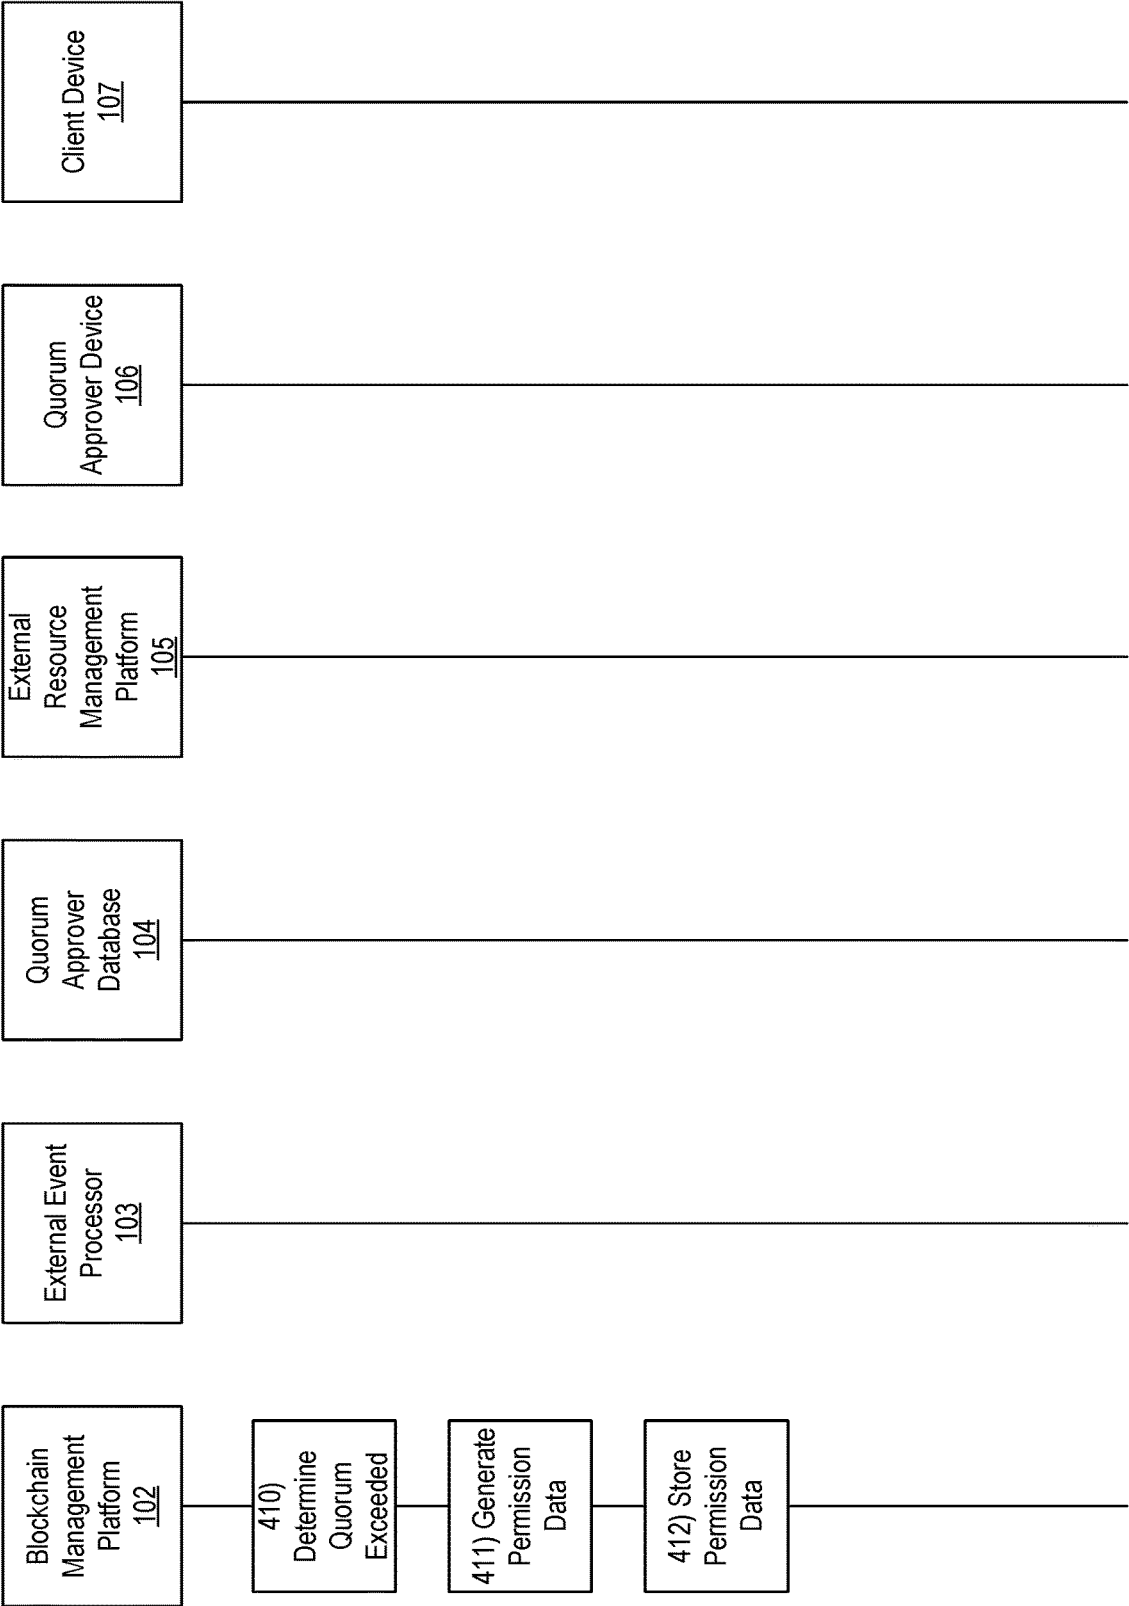 Blockchain
Management
Platform
102
External Event
Processor
103
Quorum
Approver
Database
104
External
Resource
Management
Platform
105
Quorum
Approver Device
106
Client Device
107
410)
Determine
Quorum
Exceeded
411) Generate
Permission
Data
412) Store
Permission
Data